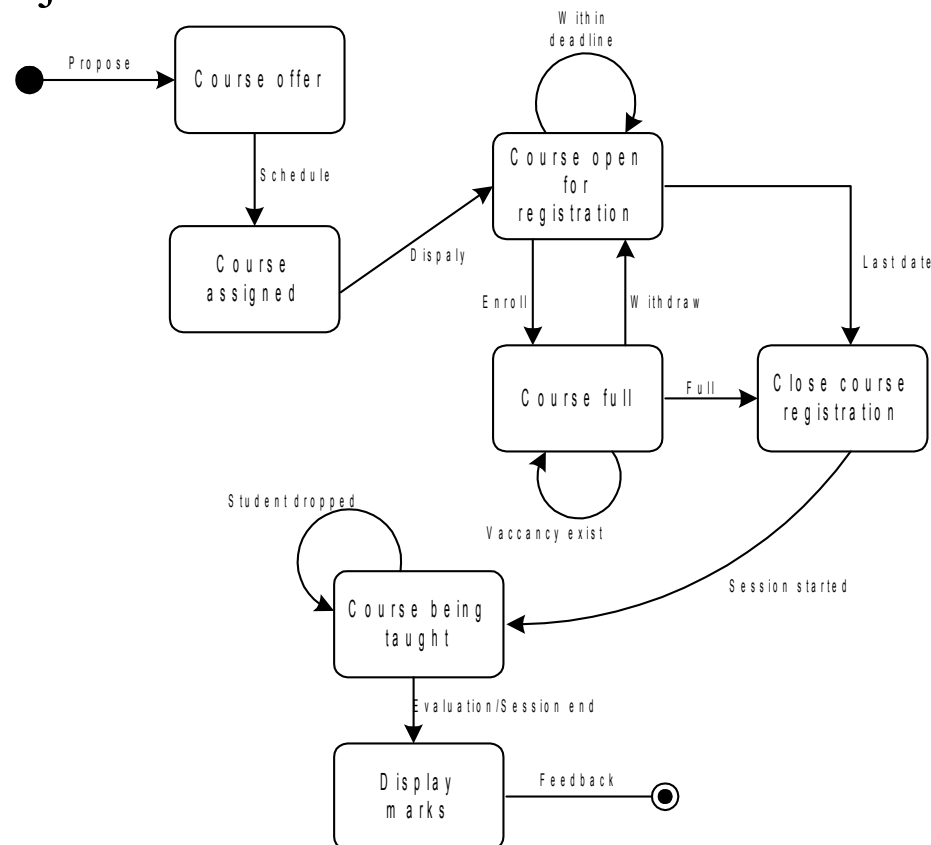 Within
deadline
Propose
Course offer
Course open
for
registration
Schedule
Course
assigned
Dispaly
Last date
Enroll
Withdraw
Close course
registration
Course full
Full
Student dropped
Vaccancy exist
Session started
Course being
taught
Evaluation/Session end
Display
marks
Feedback